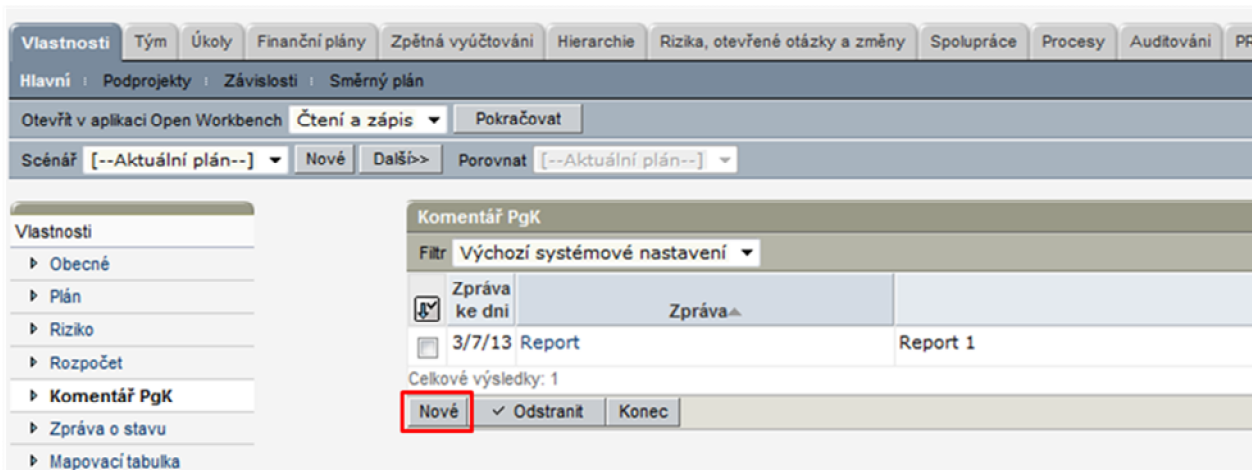 Vlastnosti Tým Úkoly Finanční plány Zpětná vyúčtování Hierarchie Rizika, otevřené otázky a změny Spolupráce Procesy Auditování
Hlavní Podprojekty Závislosti Směrný plán
Otevřít v aplikaci Open Workbench Čtení a zápis Pokračovat
Scénář [--Aktuální plán--] Nové Další>> Porovnat [--Aktuální plán--]
Vlastnosti
Obecné
Plán
Riziko
Rozpočet
Komentář PgK
Zpráva o stavu
Mapovací tabulka
Komentář PgK
Filtr Výchozí systémové nastavení
Zpráva
ke dni Zpráva
3/7/13 Report Report 1
Celkové výsledky: 1
Nové Odstranit Konec